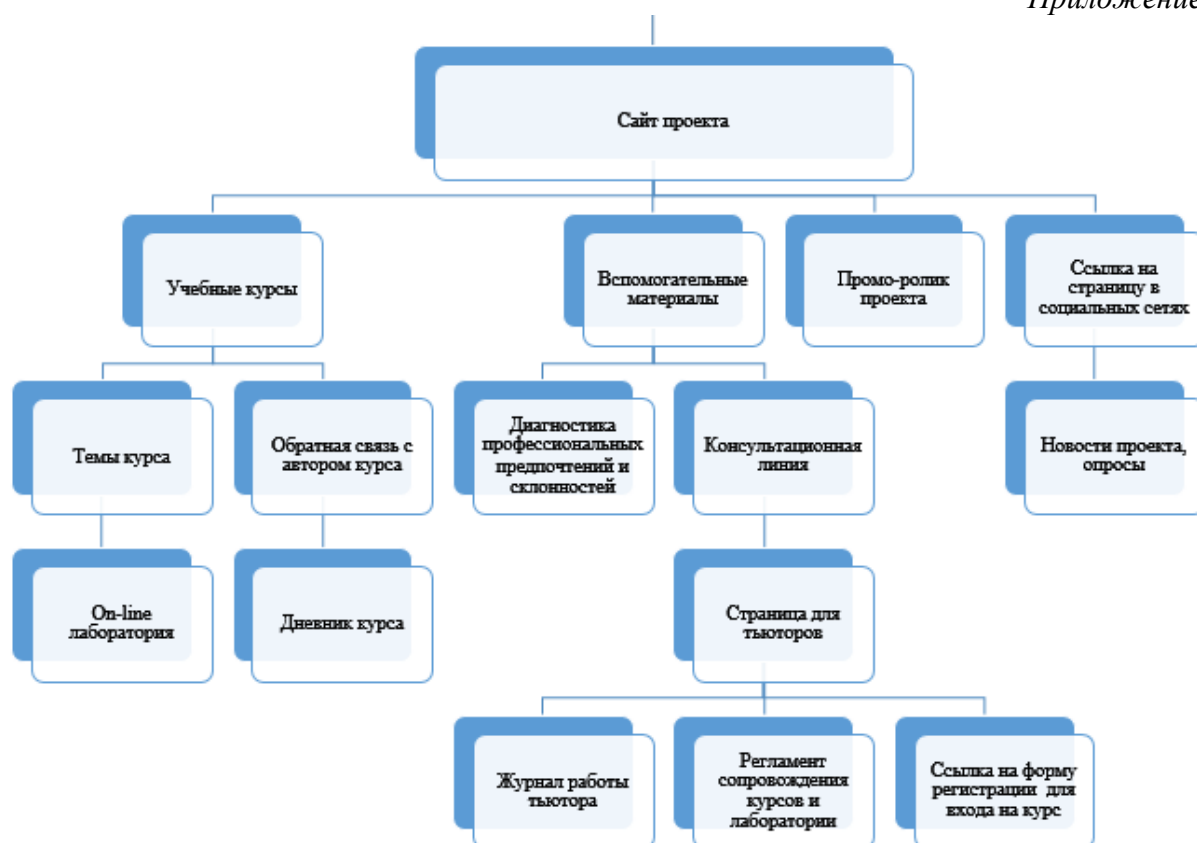 Приложение
Сайт проекта
Учебные курсы
Вспомогательные
материалы
Промо-ролик
проекта
Ссылка на
страницу в
социальных сетях
Темы курса
Обратная связь с
автором курса
Диагностика
профессиональных
предпочтений и
склонностей
Консультационная
линия
Новости проекта,
опросы
On-line
лаборатория
Дневник курса
Страница для
тьюторов
Журнал работы
тьютора
Регламент
сопровождения
курсов и
лаборатории
Ссылка на форму
регистрации для
входа на курс